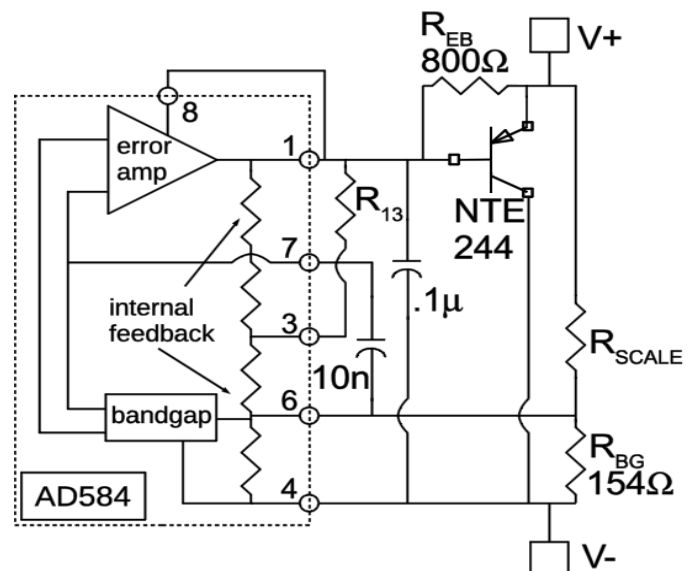 R_EB
800Ω
V+
8
error
amp
1
R_13
NTE
244
7
.1μ
internal
feedback
3
R_SCALE
10n
6
bandgap
R_BG
154Ω
AD584
4
V-